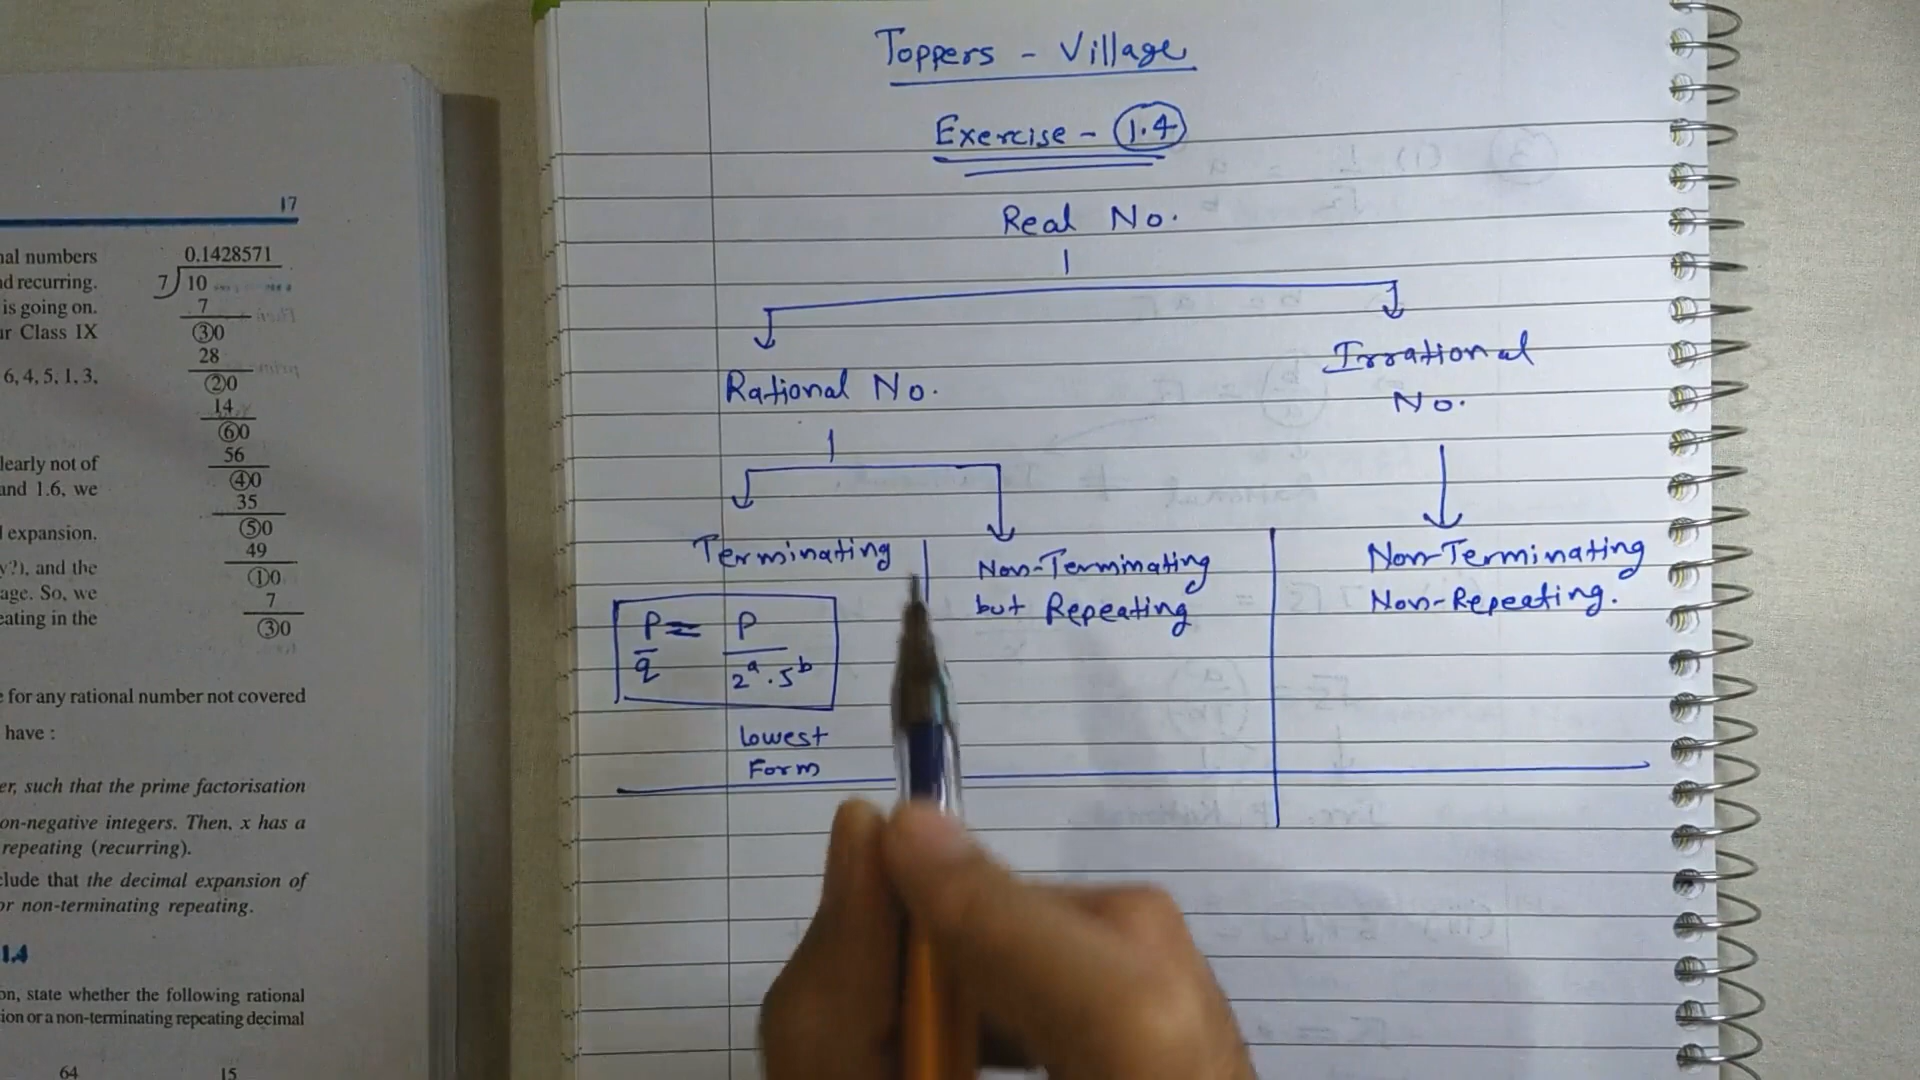 17
nal numbers
d recurring.
is going on.
r Class IX
6, 4, 5, 1, 3,
learly not of
and 1.6, we
expansion.
y?), and the
age. So, we
eating in the
0.1428571
7 10
7
30
28
20
14
60
56
40
35
50
49
10
7
30
e for any rational number not covered
have :
er, such that the prime factorisation
on-negative integers. Then, x has a
repeating (recurring).
clude that the decimal expansion of
or non-terminating repeating.
1.4
on, state whether the following rational
ion or a non-terminating repeating decimal
64 15
Toppers - Village
Exercise - 1.4
Real No.
Rational No.
Irrational
No.
Terminating
Non-Terminating
but Repeating
Non-Terminating
Non-Repeating.
P = P
q 2^a . 5^b
Lowest
Form